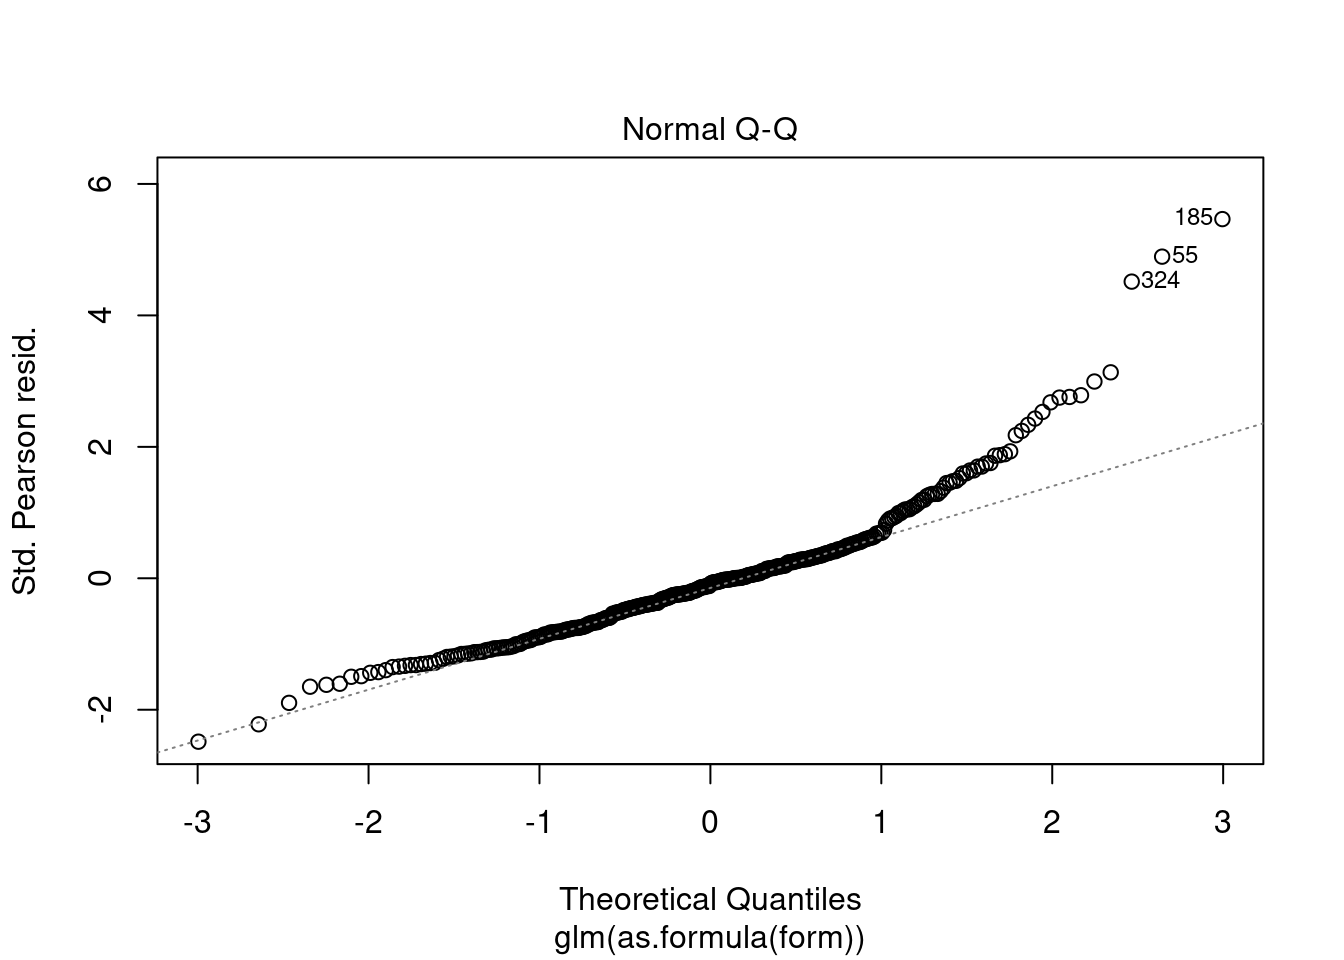 Normal Q-Q
Std. Pearson resid.
6
4
2
0
-2
185
55
324
-3 -2 -1 0 1 2 3
Theoretical Quantiles
glm(as.formula(form))